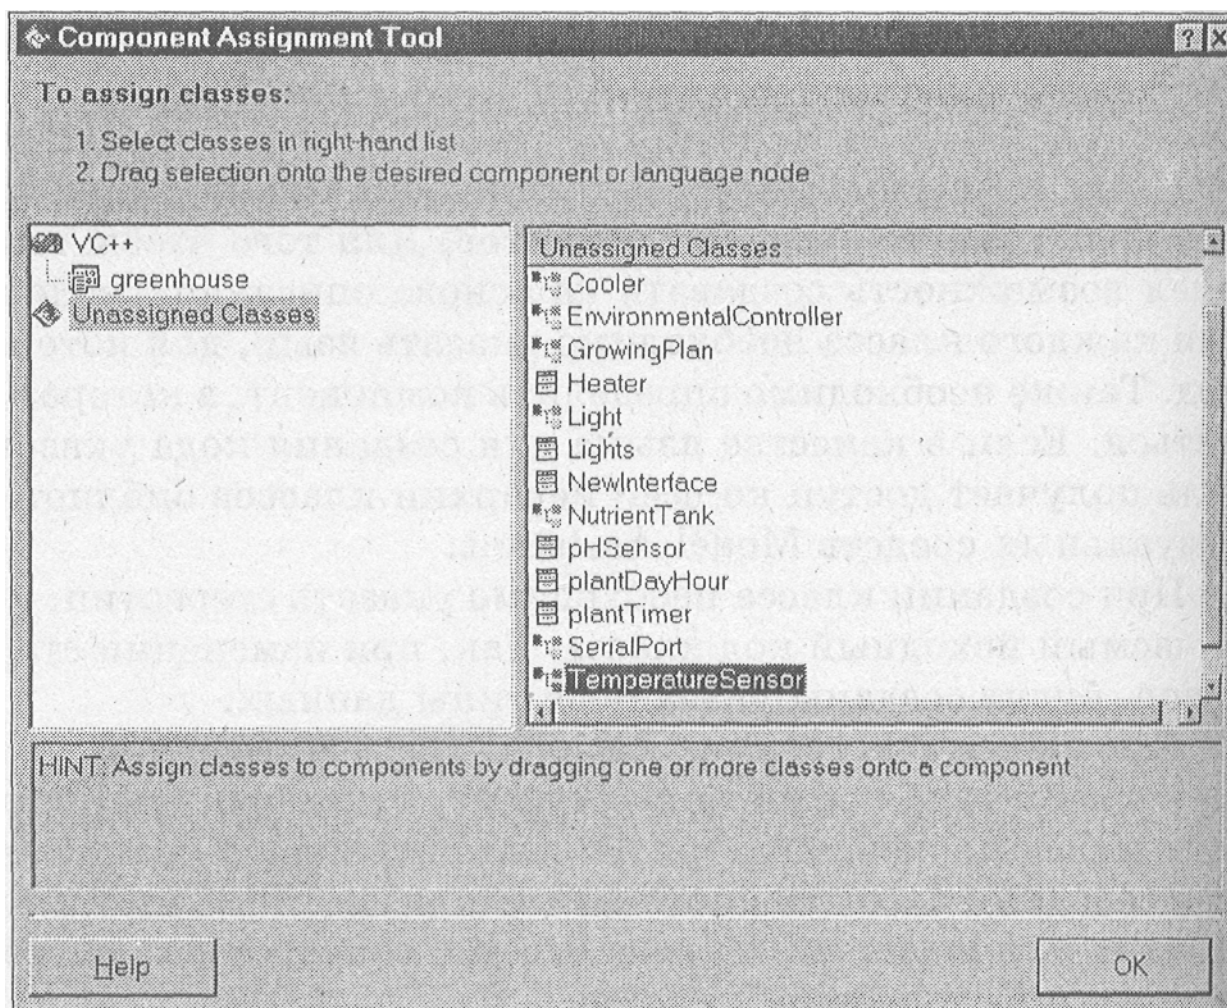 Component Assignment Tool
To assign classes:
1. Select classes in right-hand list
2. Drag selection onto the desired component or language node
VC++
greenhouse
Unassigned Classes
Unassigned Classes
Cooler
EnvironmentalController
GrowingPlan
Heater
Light
Lights
NewInterface
NutrientTank
pHSensor
plantDayHour
plantTimer
SerialPort
TemperatureSensor
HINT: Assign classes to components by dragging one or more classes onto a component
Help
OK